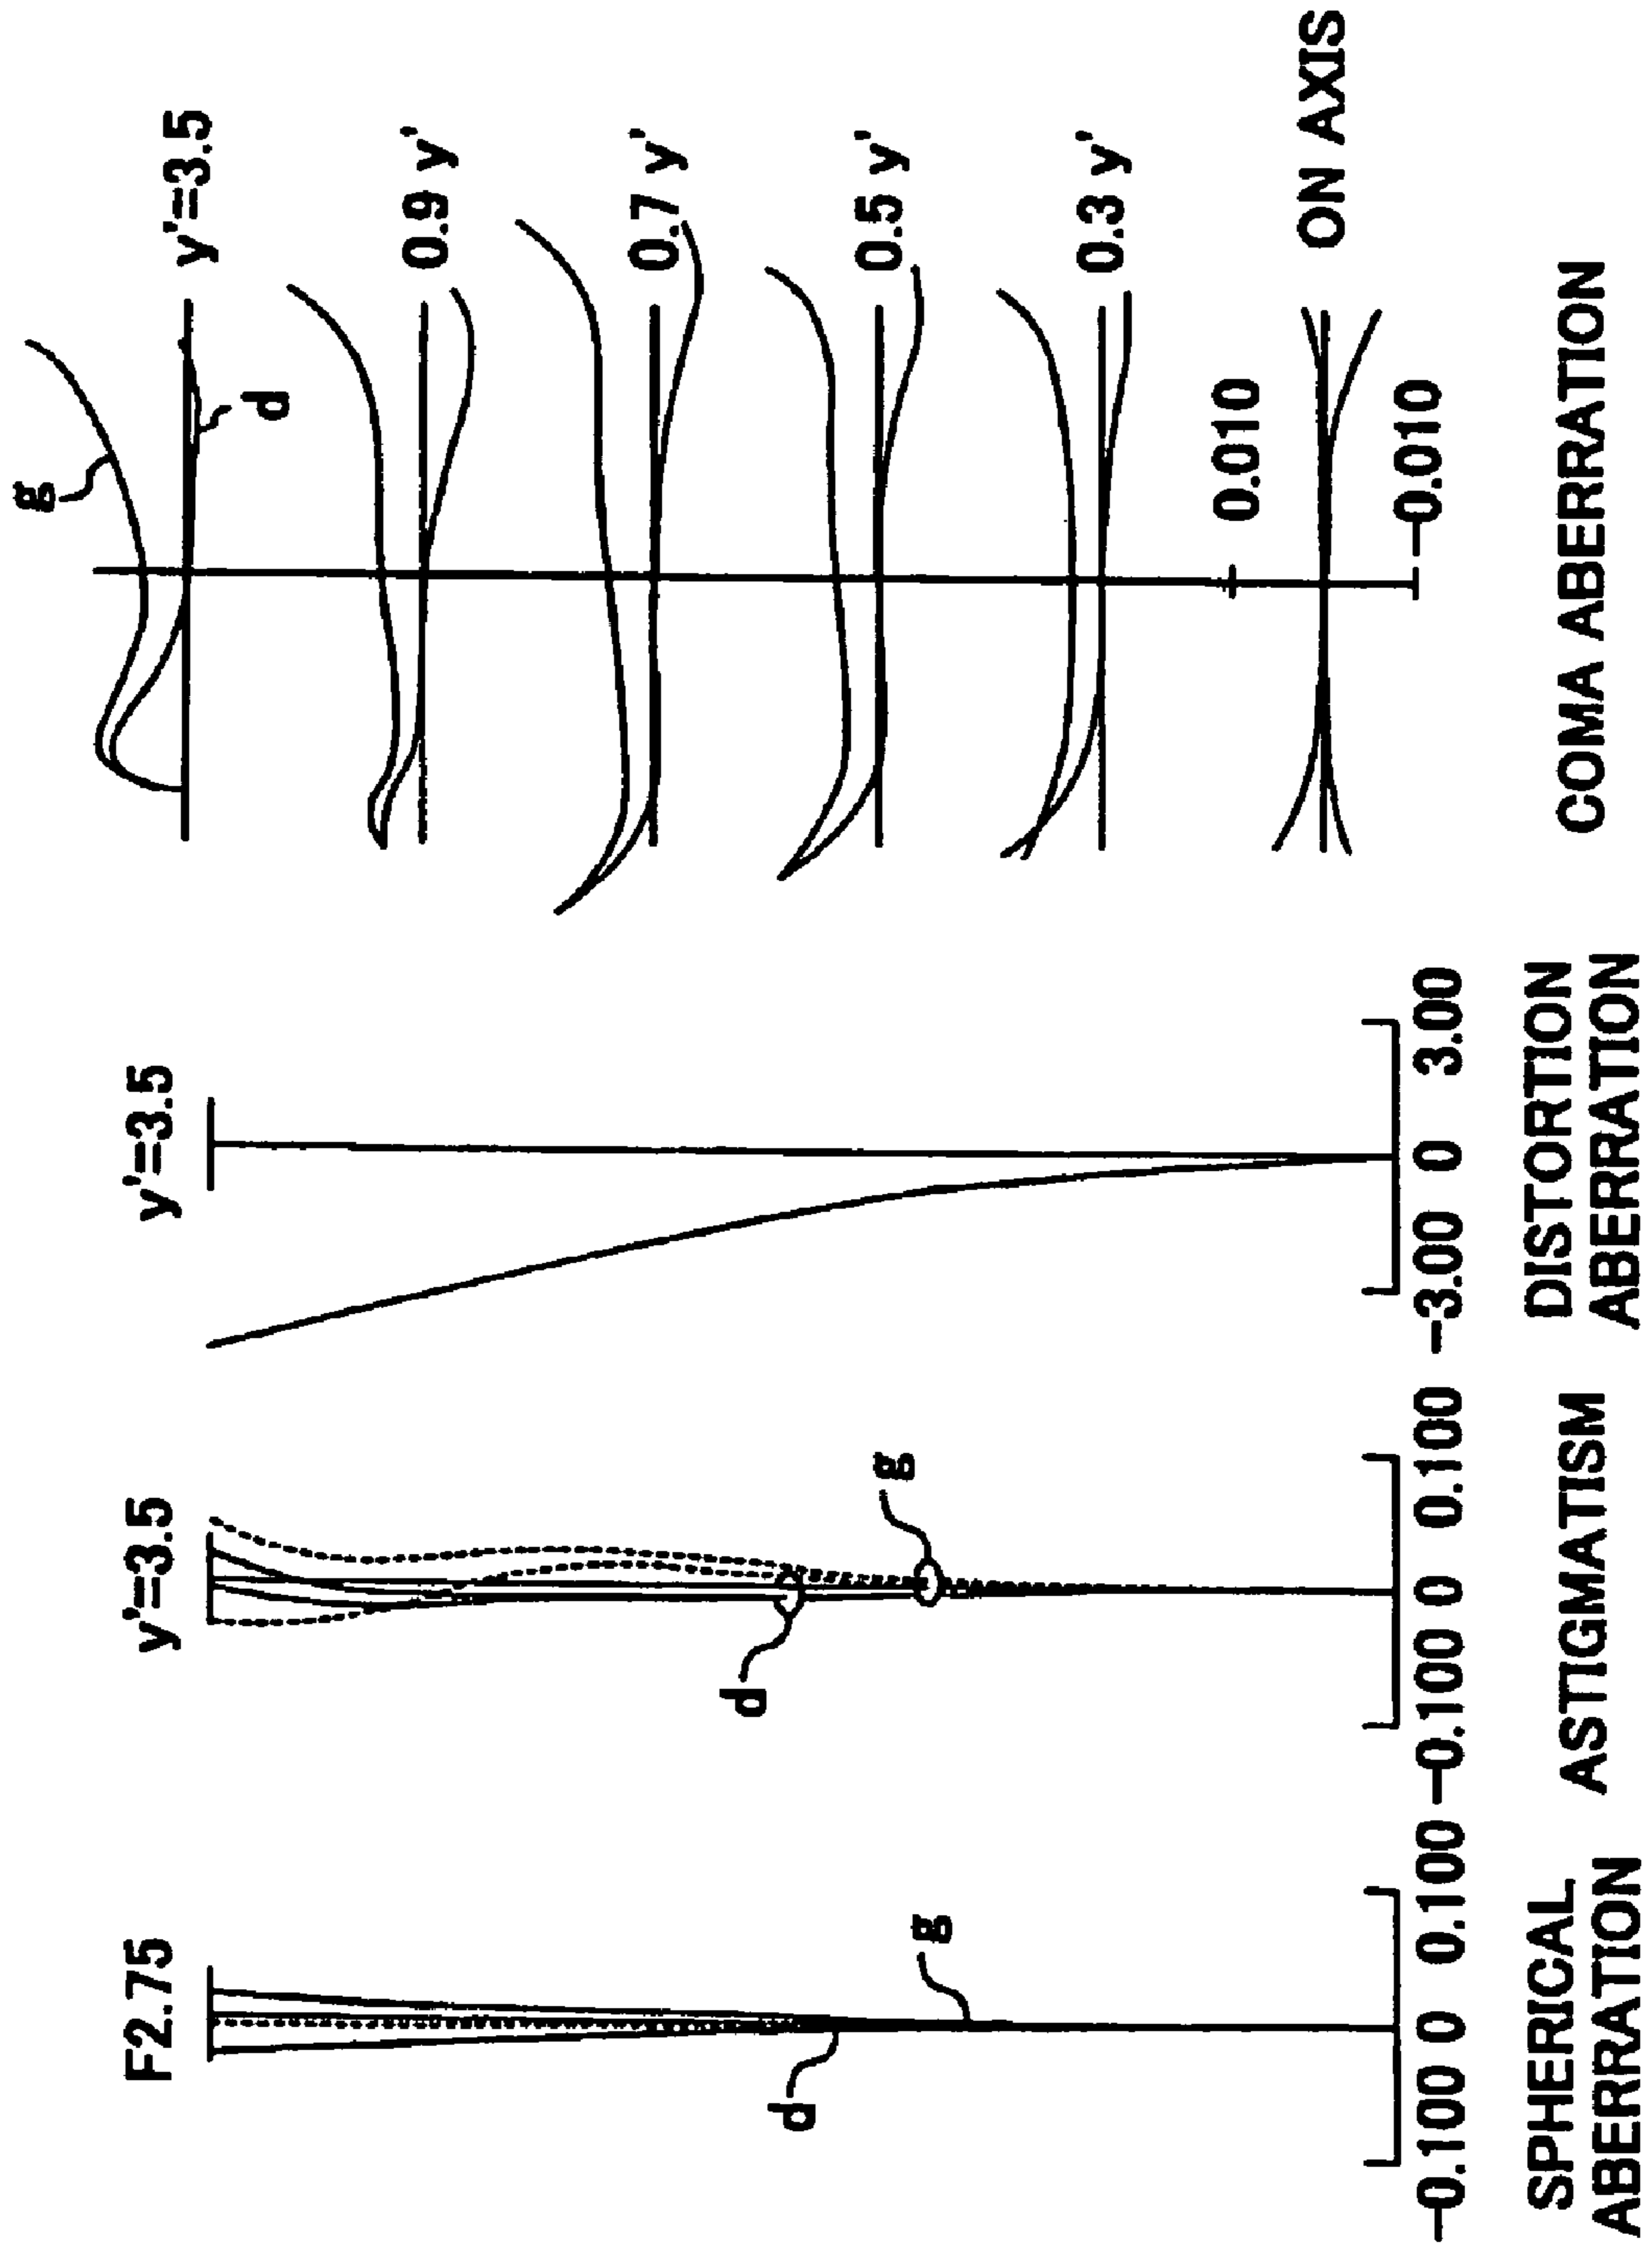 F2.75
d
g
-0.100 0 0.100
SPHERICAL
ABERRATION
y'=3.5
d
g
-0.100 0 0.100
ASTIGMATISM
y'=3.5
-3.00 0 3.00
DISTORTION
ABERRATION
g
d
y'=3.5
0.9 y'
0.7 y'
0.5 y'
0.3 y'
0.010
ON AXIS
-0.010
COMA ABERRATION